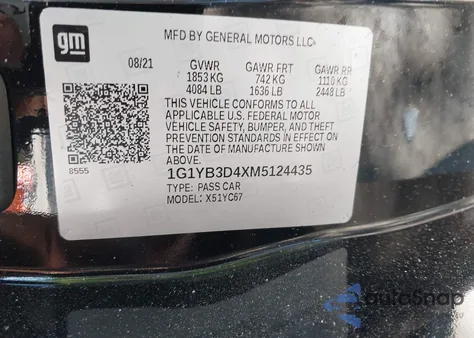 gm
MFD BY GENERAL MOTORS LLC
08/21 GVWR GAWR FRT GAWR RR
1853 KG 742 KG 1110 KG
4084 LB 1636 LB 2448 LB
THIS VEHICLE CONFORMS TO ALL
APPLICABLE U.S. FEDERAL MOTOR
VEHICLE SAFETY, BUMPER, AND THEFT
PREVENTION STANDARDS IN EFFECT ON
THE DATE OF MANUFACTURE SHOWN
ABOVE.
8555
1G1YB3D4XM5124435
TYPE: PASS CAR
MODEL: X51YC67
autoSnap